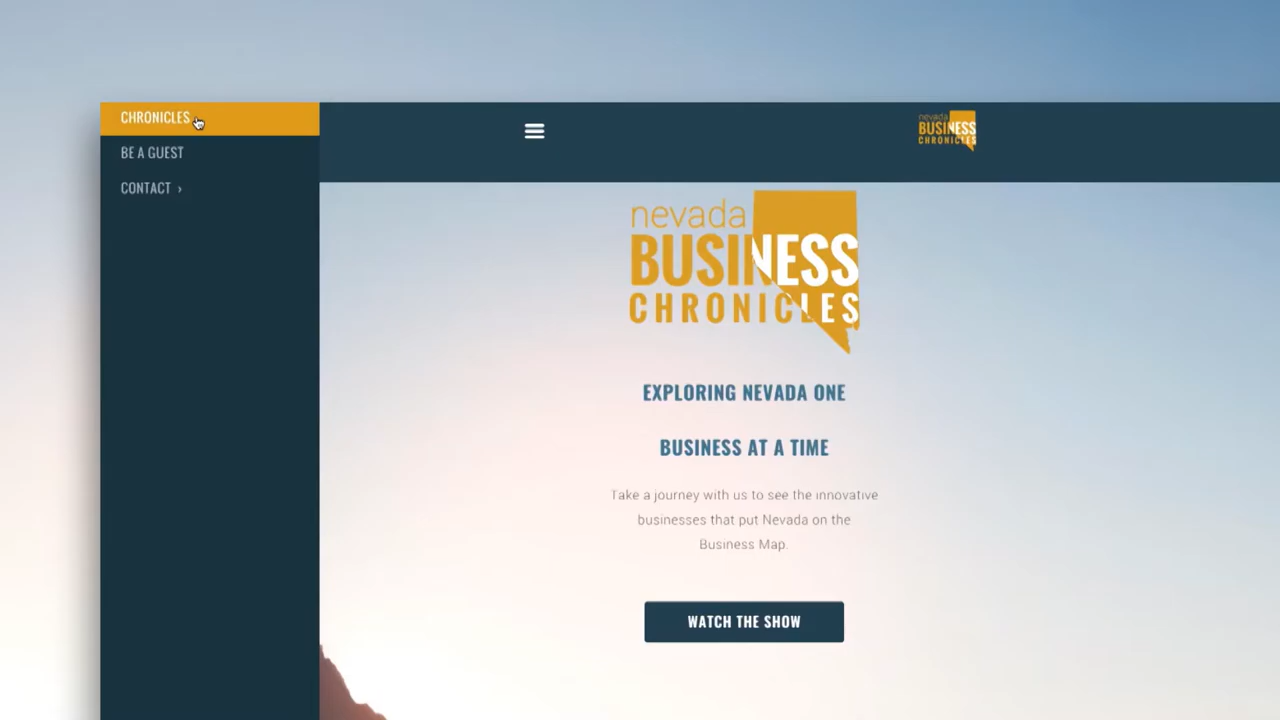 CHRONICLES
BE A GUEST
CONTACT ›
nevada
BUSINESS
CHRONICLES
nevada
BUSINESS
CHRONICLES
EXPLORING NEVADA ONE
BUSINESS AT A TIME
Take a journey with us to see the innovative
businesses that put Nevada on the
Business Map.
WATCH THE SHOW